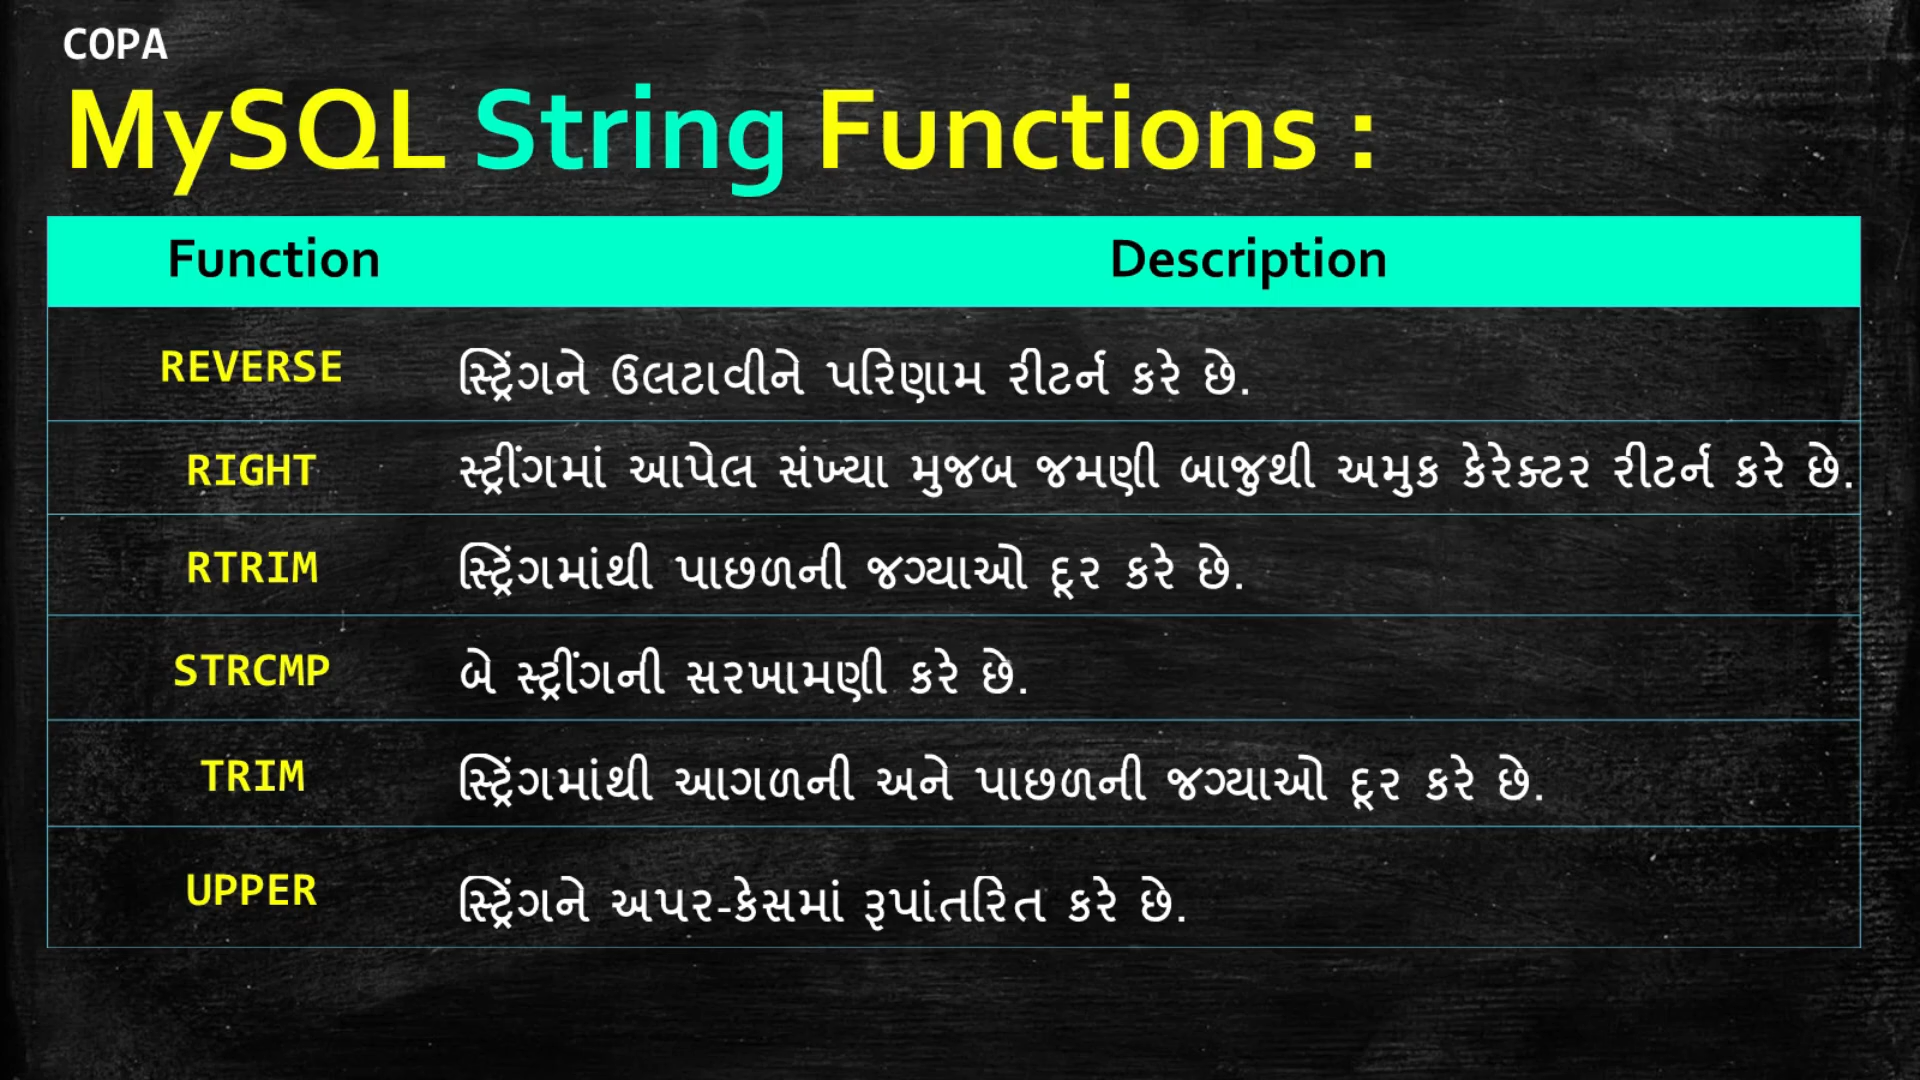 COPA
MySQL String Functions :
Function Description
REVERSE સ્ટ્રિંગને ઉલટાવીને પરિણામ રીટર્ન કરે છે.
RIGHT સ્ટ્રીંગમાં આપેલ સંખ્યા મુજબ જમણી બાજુથી અમુક કેરેક્ટર રીટર્ન કરે છે.
RTRIM સ્ટ્રિંગમાંથી પાછળની જગ્યાઓ દૂર કરે છે.
STRCMP બે સ્ટ્રીંગની સરખામણી કરે છે.
TRIM સ્ટ્રિંગમાંથી આગળની અને પાછળની જગ્યાઓ દૂર કરે છે.
UPPER સ્ટ્રિંગને અપર-કેસમાં રૂપાંતરિત કરે છે.